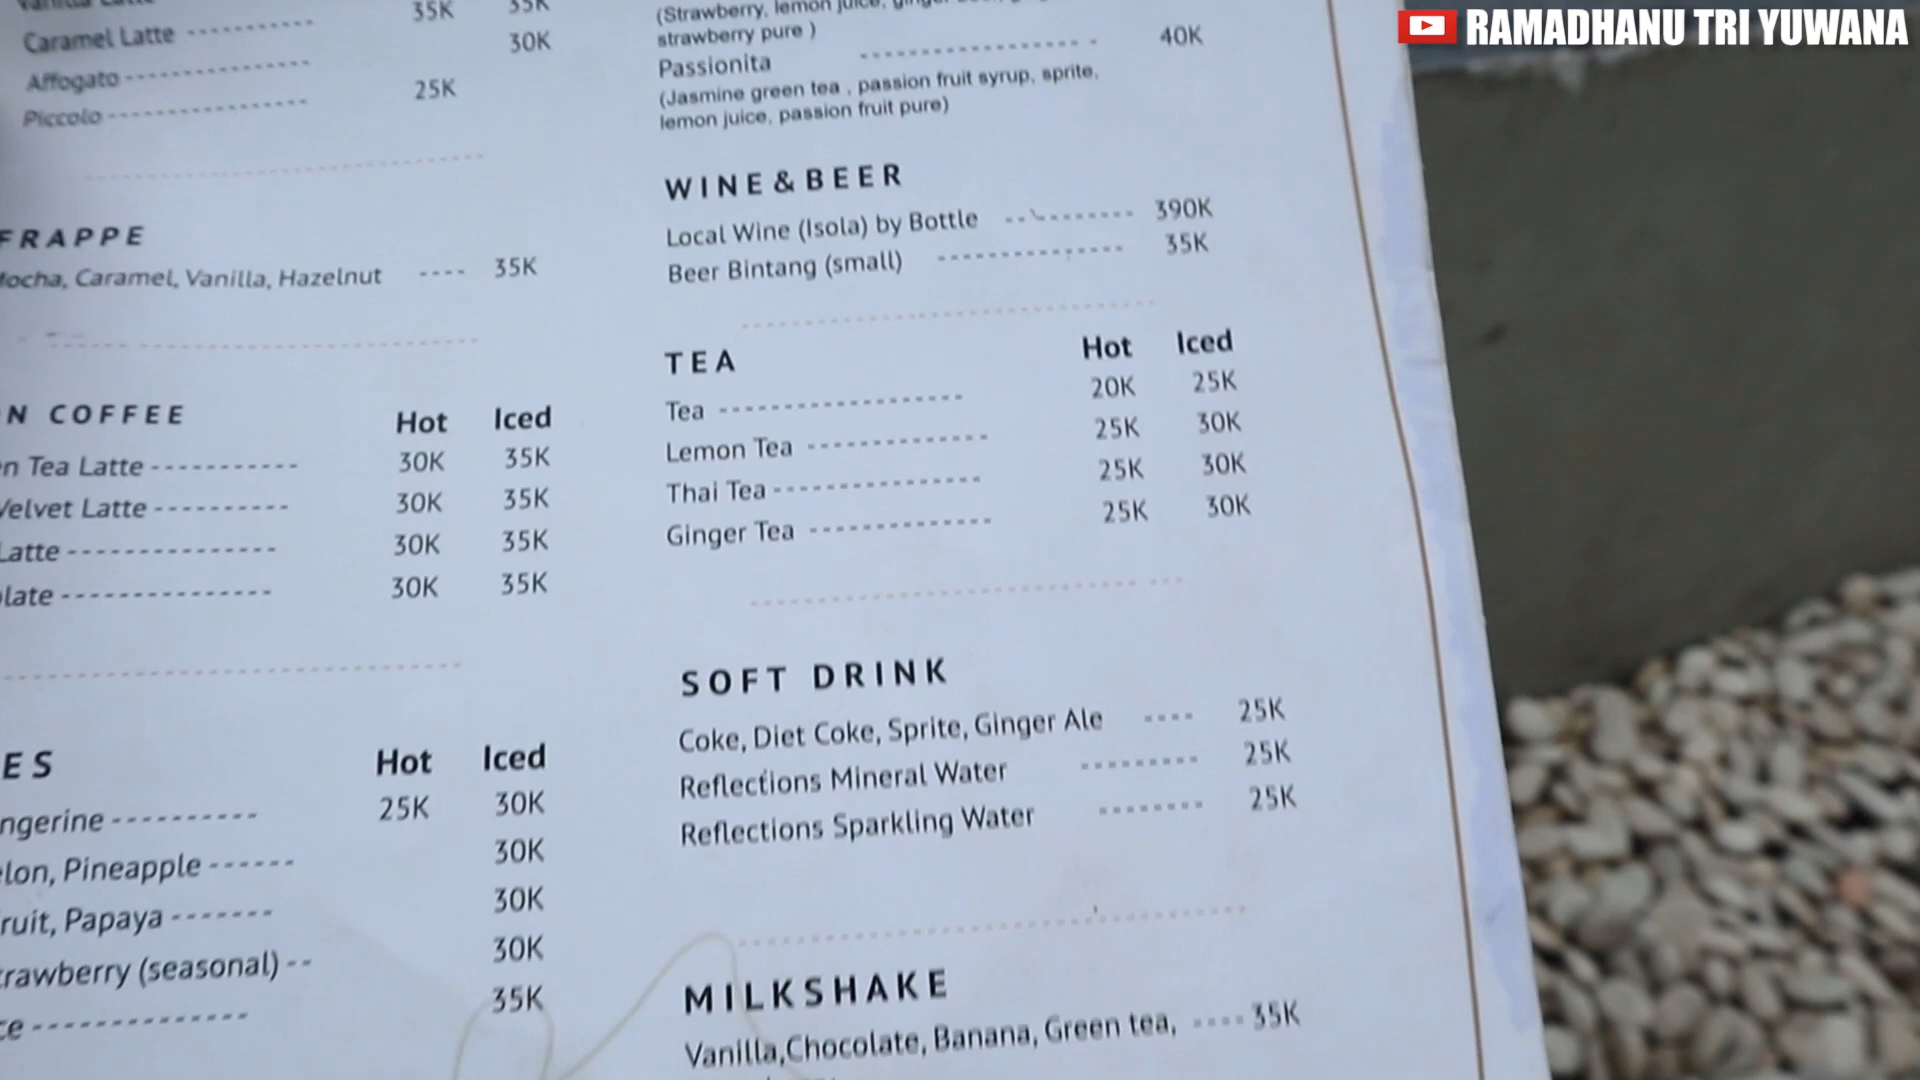 RAMADHANU TRI YUWANA
Vanilla Latte 35K 35K
Caramel Latte 30K
Affogato 25K
Piccolo
FRAPPE
Mocha, Caramel, Vanilla, Hazelnut 35K
N COFFEE Hot Iced
n Tea Latte 30K 35K
Velvet Latte 30K 35K
Latte 30K 35K
late 30K 35K
ES Hot Iced
ngerine 25K 30K
lon, Pineapple 30K
ruit, Papaya 30K
rawberry (seasonal) 30K
ce 35K
(Strawberry, lemon juice,
strawberry pure )
Passionita 40K
(Jasmine green tea , passion fruit syrup, sprite,
lemon juice, passion fruit pure)
WINE&BEER
Local Wine (Isola) by Bottle 390K
Beer Bintang (small) 35K
TEA Hot Iced
Tea 20K 25K
Lemon Tea 25K 30K
Thai Tea 25K 30K
Ginger Tea 25K 30K
SOFT DRINK
Coke, Diet Coke, Sprite, Ginger Ale 25K
Reflections Mineral Water 25K
Reflections Sparkling Water 25K
MILKSHAKE
Vanilla,Chocolate, Banana, Green tea, 35K